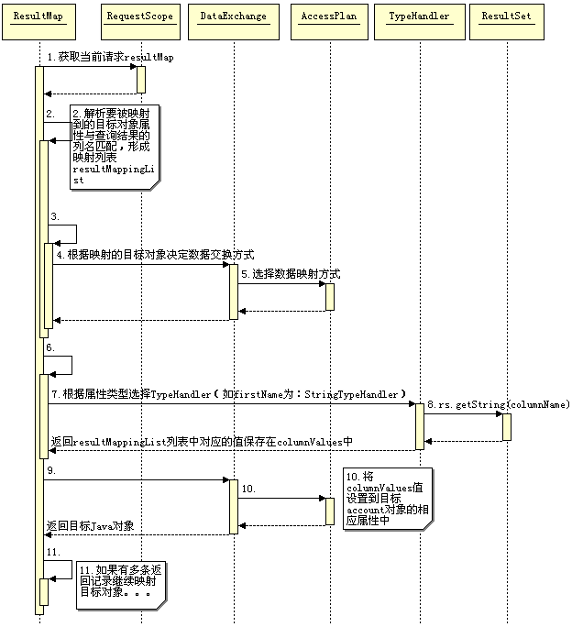 ResultMap RequestScope DataExchange AccessPlan TypeHandler ResultSet
1.获取当前请求resultMap
2.
2.解析要被映射
到的目标对象属
性与查询结果的
列名匹配，形成
映射列表
resultMappingLi
st
3.
4.根据映射的目标对象决定数据交换方式
5.选择数据映射方式
6.
7.根据属性类型选择TypeHandler（如firstName为：StringTypeHandler）
8.rs.getString(columnName)
返回resultMappingList列表中对应的值保存在columnValues中
9.
10.
10.将
columnValues值
设置到目标
account对象的相
应属性中
返回目标Java对象
11.
11.如果有多条返
回记录继续映射
目标对象。。。